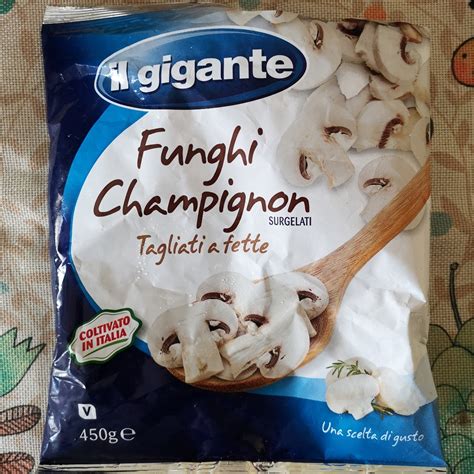 il gigante
Funghi
Champignon
SURGELATI
Tagliati a fette
COLTIVATO
IN ITALIA
V
450g e
Una scelta di gusto